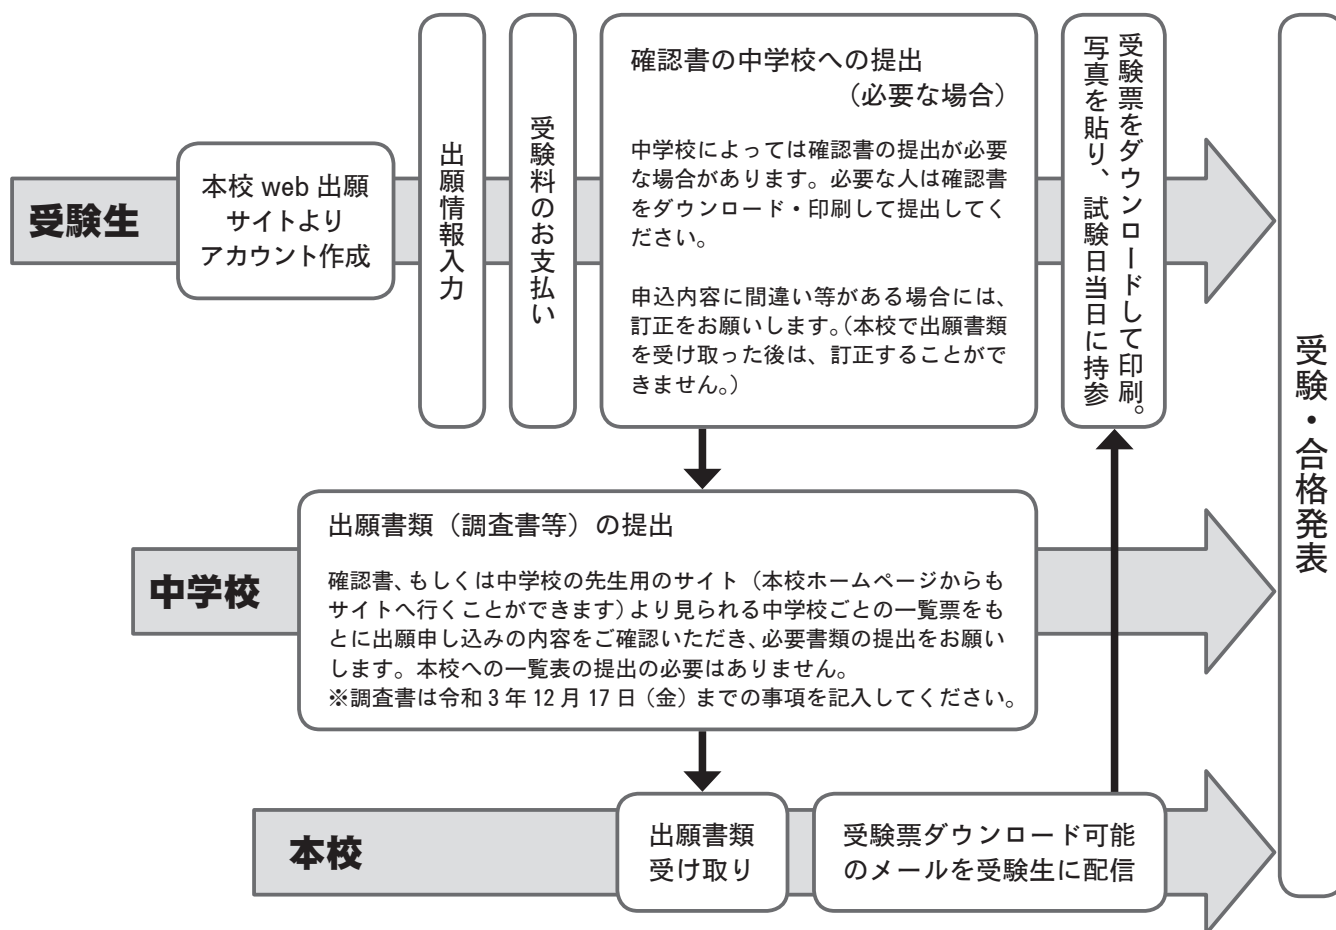 受験生
本校 web 出願
サイトより
アカウント作成
出願情報入力
受験料のお支払い
確認書の中学校への提出
（必要な場合）
中学校によっては確認書の提出が必要
な場合があります。必要な人は確認書
をダウンロード・印刷して提出してく
ださい。
申込内容に間違い等がある場合には、
訂正をお願いします。（本校で出願書類
を受け取った後は、訂正することがで
きません。）
受験票をダウンロードして印刷。
写真を貼り、試験日当日に持参
受験・合格発表
中学校
出願書類（調査書等）の提出
確認書、もしくは中学校の先生用のサイト（本校ホームページからも
サイトへ行くことができます）より見られる中学校ごとの一覧票をも
とに出願申し込みの内容をご確認いただき、必要書類の提出をお願い
します。本校への一覧表の提出の必要はありません。
※調査書は令和 3 年 12 月 17 日（金）までの事項を記入してください。
本校
出願書類
受け取り
受験票ダウンロード可能
のメールを受験生に配信